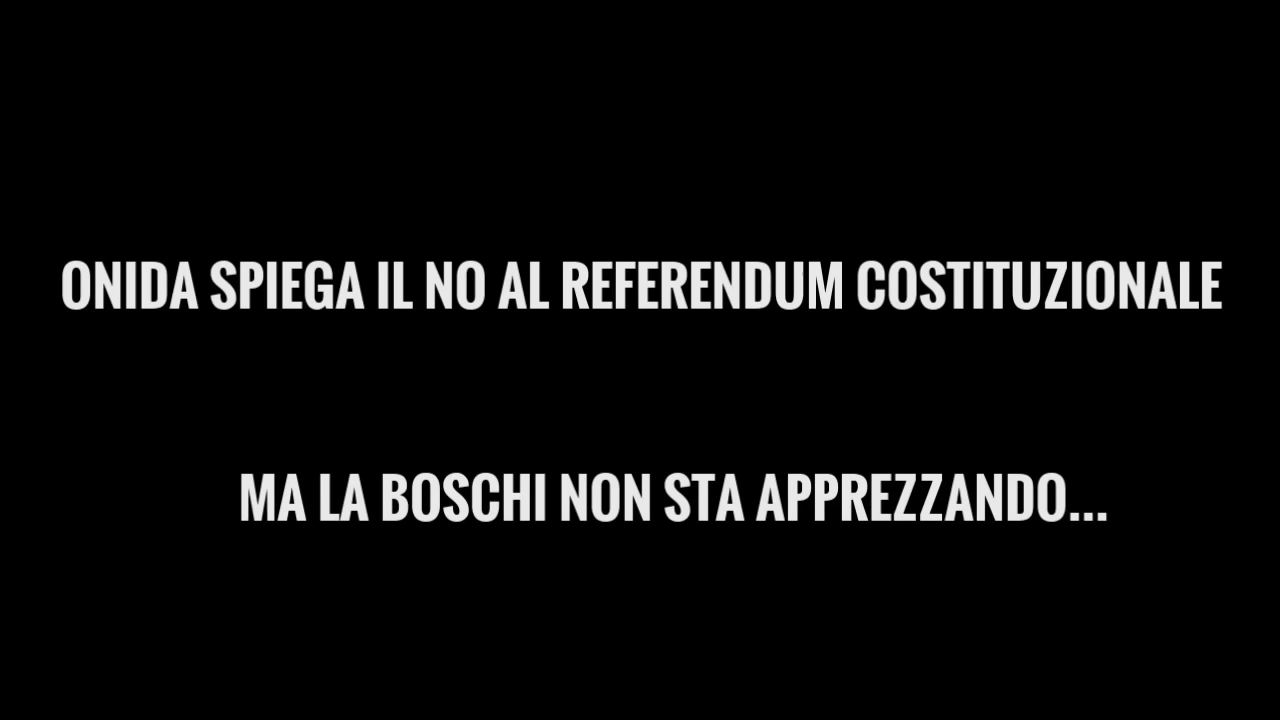 ONIDA SPIEGA IL NO AL REFERENDUM COSTITUZIONALE
MA LA BOSCHI NON STA APPREZZANDO...